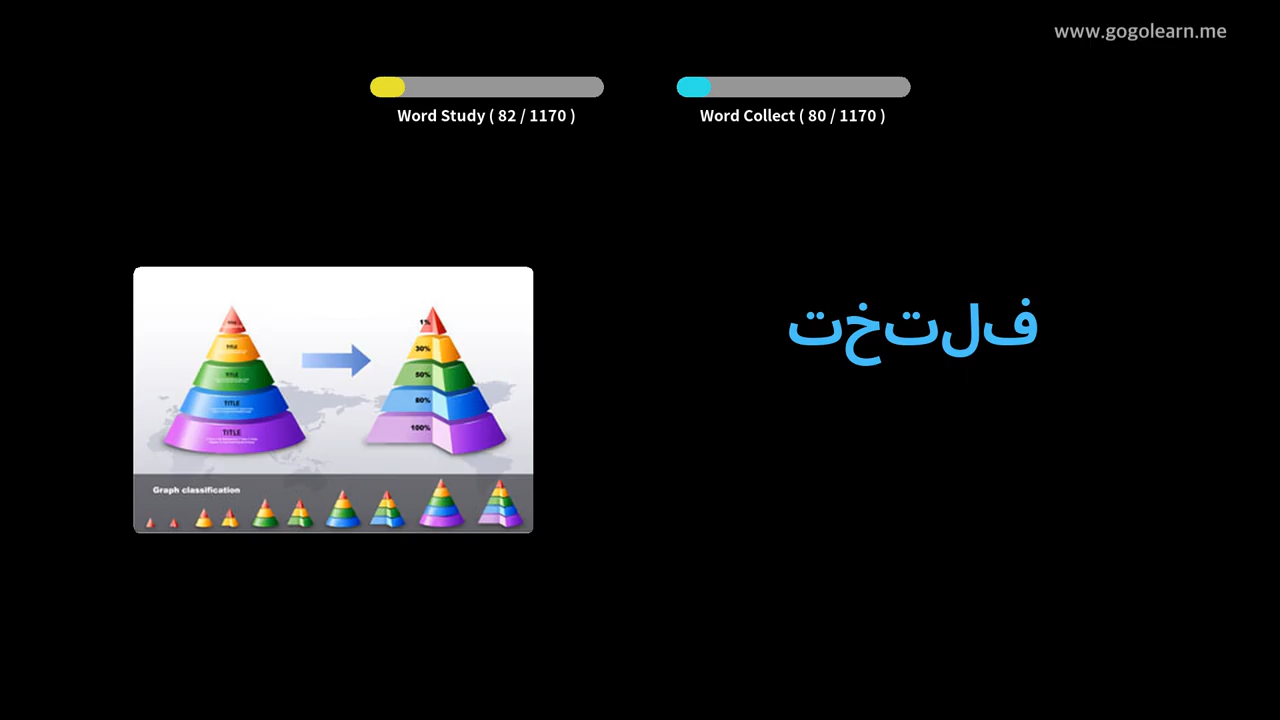 www.gogolearn.me
Word Study ( 82 / 1170 )
Word Collect ( 80 / 1170 )
ف‌ل‌ت‌خ‌ت
TITLE
TITLE
TITLE
TITLE
1%
30%
50%
80%
100%
Graph classification